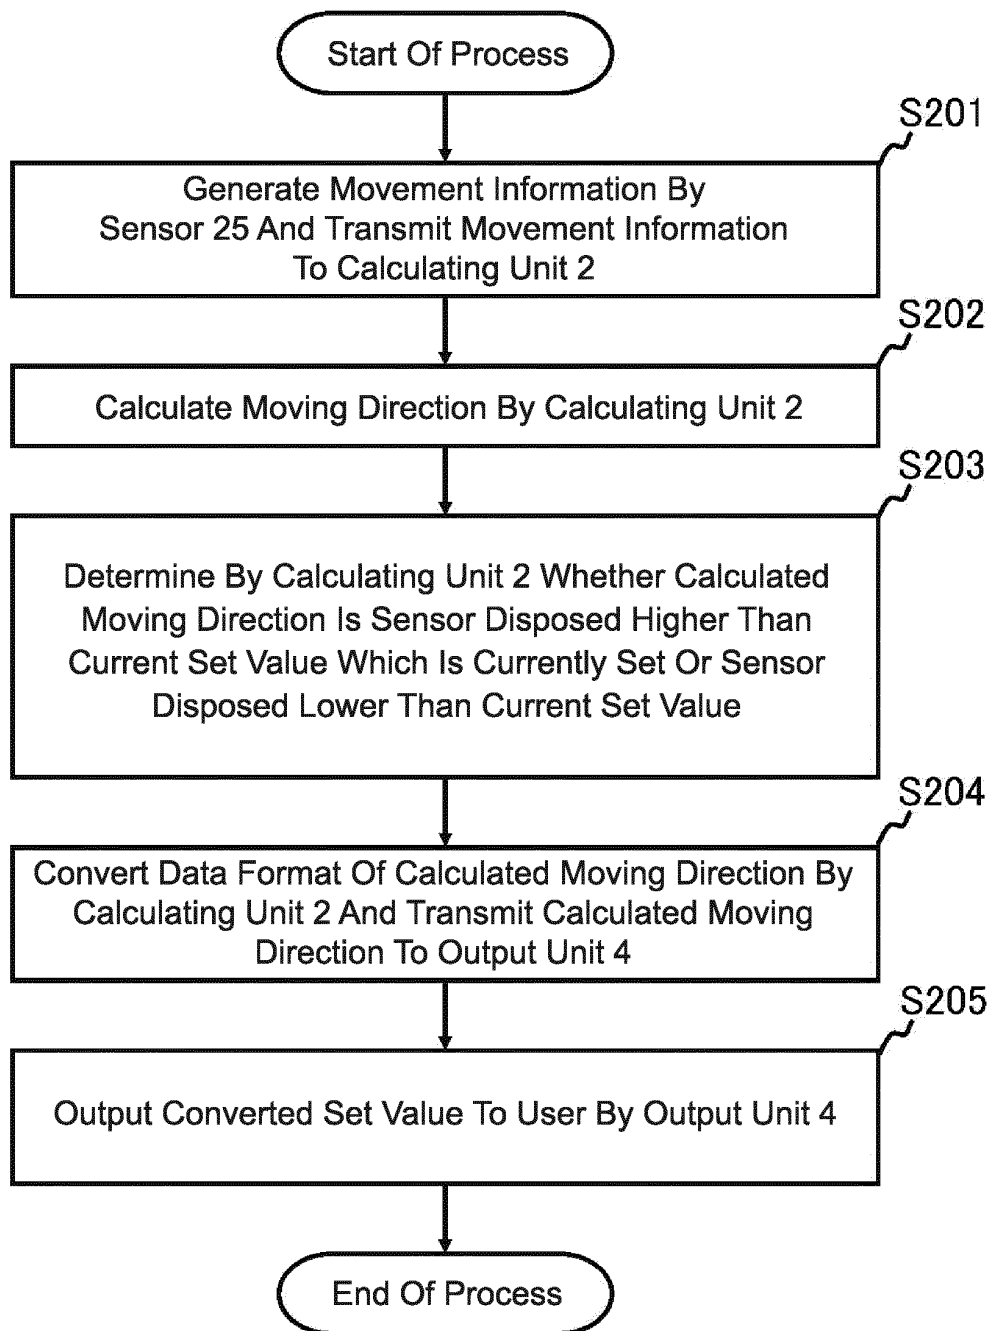 Start Of Process
S201
Generate Movement Information By
Sensor 25 And Transmit Movement Information
To Calculating Unit 2
S202
Calculate Moving Direction By Calculating Unit 2
S203
Determine By Calculating Unit 2 Whether Calculated
Moving Direction Is Sensor Disposed Higher Than
Current Set Value Which Is Currently Set Or Sensor
Disposed Lower Than Current Set Value
S204
Convert Data Format Of Calculated Moving Direction By
Calculating Unit 2 And Transmit Calculated Moving
Direction To Output Unit 4
S205
Output Converted Set Value To User By Output Unit 4
End Of Process